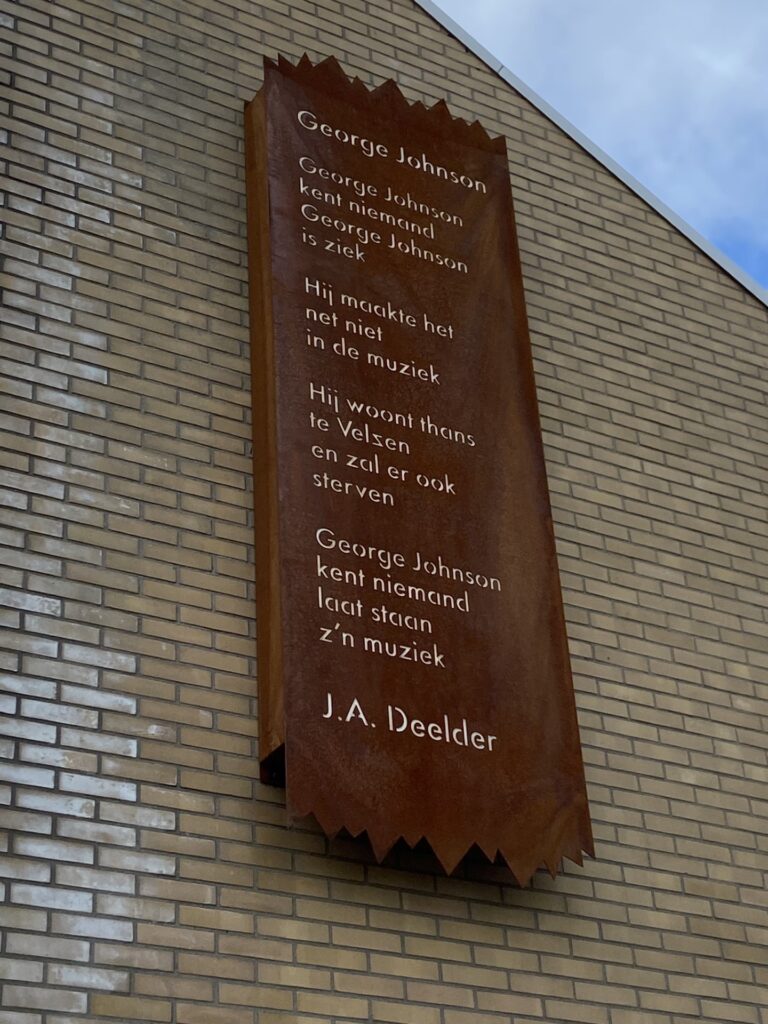 George Johnson
George Johnson
kent niemand
George Johnson
is ziek
Hij maakte het
net niet
in de muziek
Hij woont thans
te Velzen
en zal er ook
sterven
George Johnson
kent niemand
laat staan
z'n muziek
J.A. Deelder